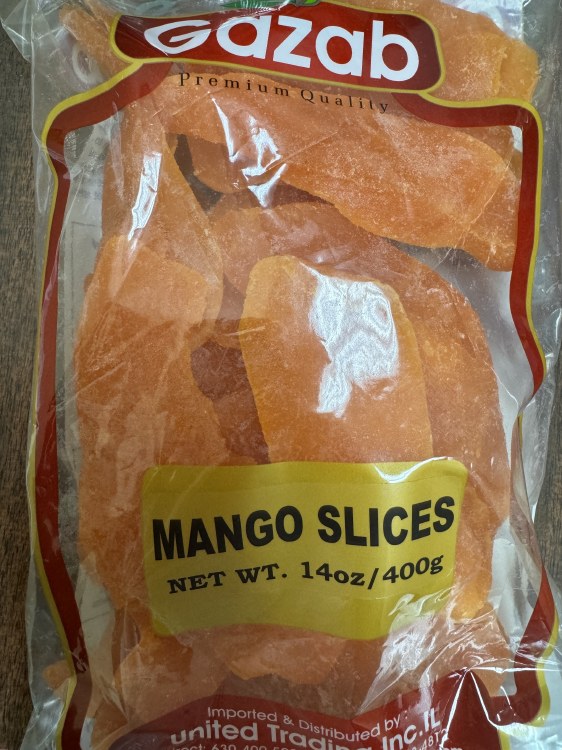 Gazab
Premium Quality
MANGO SLICES
NET WT. 14oz/400g
Imported & Distributed by:
United Trading Inc. IL